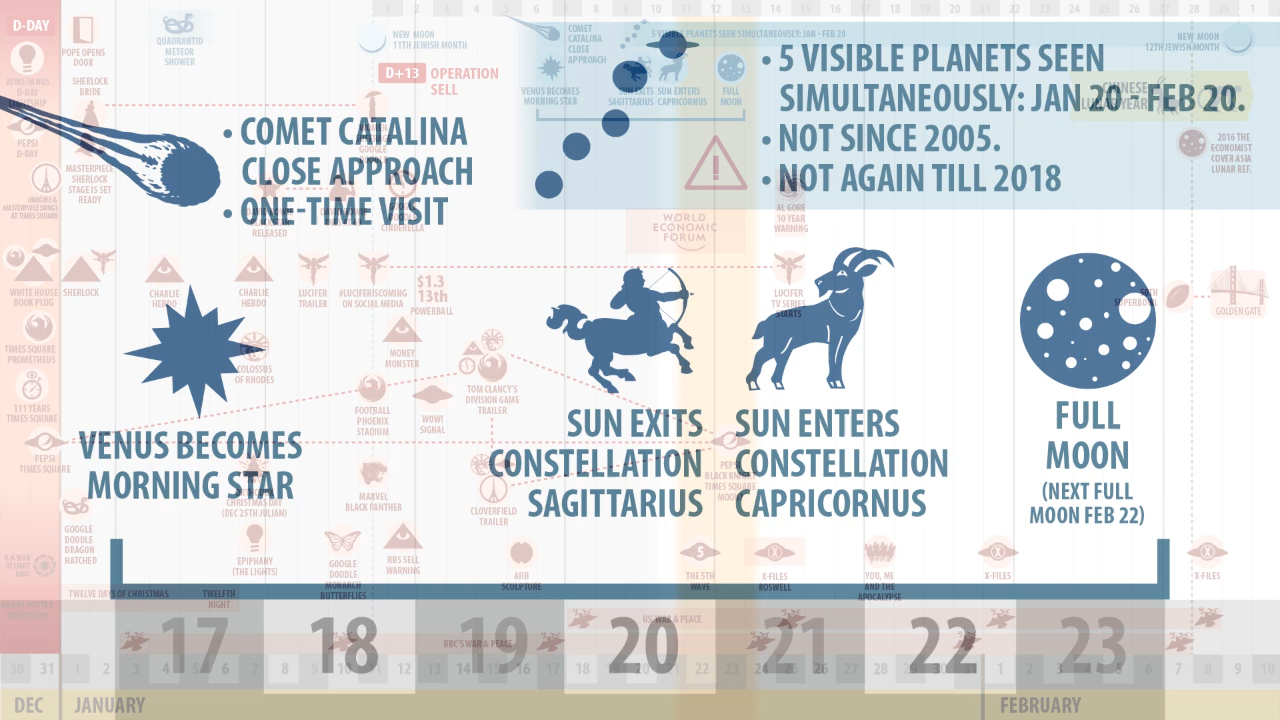 D-DAY
POPE OPENS
DOOR
QUADRANTID
METEOR
SHOWER
NEW MOON
11TH JEWISH MONTH
D+13 OPERATION
SELL
COMET
CATALINA
CLOSE
APPROACH
5 VISIBLE PLANETS SEEN SIMULTANEOUSLY: JAN - FEB 20
VENUS BECOMES
MORNING STAR
SUN EXITS
SAGITTARIUS
SUN ENTERS
CAPRICORNUS
FULL
MOON
NEW MOON
12TH JEWISH MONTH
• 5 VISIBLE PLANETS SEEN
SIMULTANEOUSLY: JAN 20 - FEB 20.
• NOT SINCE 2005.
• NOT AGAIN TILL 2018
CHINESE
LUNAR YEAR
2016 THE
ECONOMIST
COVER ASIA
LUNAR REF.
SHERLOCK
BRIDE
• COMET CATALINA
CLOSE APPROACH
• ONE-TIME VISIT
PEPSI
D-DAY
MASTERPIECE
SHERLOCK
STAGE IS SET
READY
AT TIMES SQUARE
RELEASED
CINDERELLA
WORLD
ECONOMIC
FORUM
AL GORE
10 YEAR
WARNING
WHITE HOUSE
BOOK PLUG
SHERLOCK
CHARLIE
HEBDO
CHARLIE
HEBDO
LUCIFER
TRAILER
#LUCIFERISCOMING
ON SOCIAL MEDIA
$1.3
13th
POWERBALL
LUCIFER
TV SERIES
STARTS
50TH
SUPERBOWL
GOLDEN GATE
TIMES SQUARE
PROMETHEUS
COLOSSUS
OF RHODES
MONEY
MONSTER
TOM CLANCY'S
DIVISION GAME
TRAILER
111 YEARS
TIMES SQUARE
FOOTBALL
PHOENIX
STADIUM
WOW!
SIGNAL
VENUS BECOMES
MORNING STAR
SUN EXITS
CONSTELLATION
SAGITTARIUS
SUN ENTERS
CONSTELLATION
CAPRICORNUS
FULL
MOON
(NEXT FULL
MOON FEB 22)
PEPSI
TIMES SQUARE
CHRISTMAS DAY
(DEC 25TH JULIAN)
MARVEL
BLACK PANTHER
CLOVERFIELD
TRAILER
PEPSI
BLACK KNIGHT
TIMES SQUARE
MOON
GOOGLE
DOODLE
DRAGON
HATCHED
EPIPHANY
(THE LIGHTS)
GOOGLE
DOODLE
MONARCH
BUTTERFLIES
RBS SELL
WARNING
SCULPTURE
THE 5TH
WAVE
X-FILES
ROSWELL
YOU, ME
AND THE
APOCALYPSE
X-FILES
X-FILES
TWELVE DAYS OF CHRISTMAS
TWELFTH
NIGHT
BBC'S WAR & PEACE
US WAR & PEACE
17 18 19 20 21 22 23
30 31 1 2 3 4 5 6 7 8 9 10 11 12 13 14 15 16 17 18 19 20 21 22 23 24 25 26 27 28 29 30 31 1 2 3 4 5 6 7 8 9 10
DEC JANUARY FEBRUARY